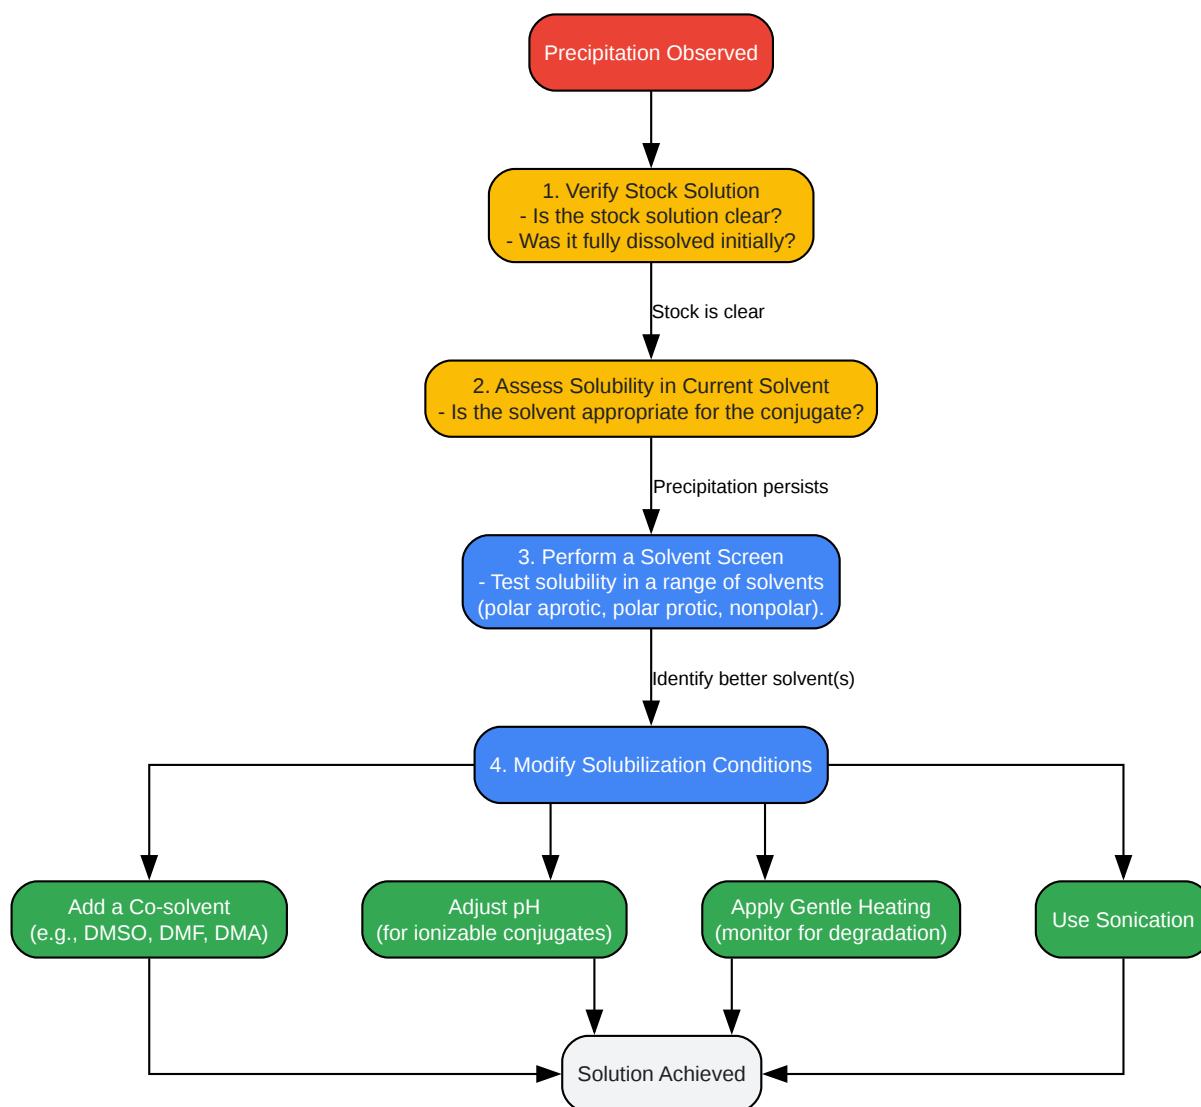 Precipitation Observed
1. Verify Stock Solution
- Is the stock solution clear?
- Was it fully dissolved initially?
Stock is clear
2. Assess Solubility in Current Solvent
- Is the solvent appropriate for the conjugate?
Precipitation persists
3. Perform a Solvent Screen
- Test solubility in a range of solvents
(polar aprotic, polar protic, nonpolar).
Identify better solvent(s)
4. Modify Solubilization Conditions
Add a Co-solvent
(e.g., DMSO, DMF, DMA)
Adjust pH
(for ionizable conjugates)
Apply Gentle Heating
(monitor for degradation)
Use Sonication
Solution Achieved